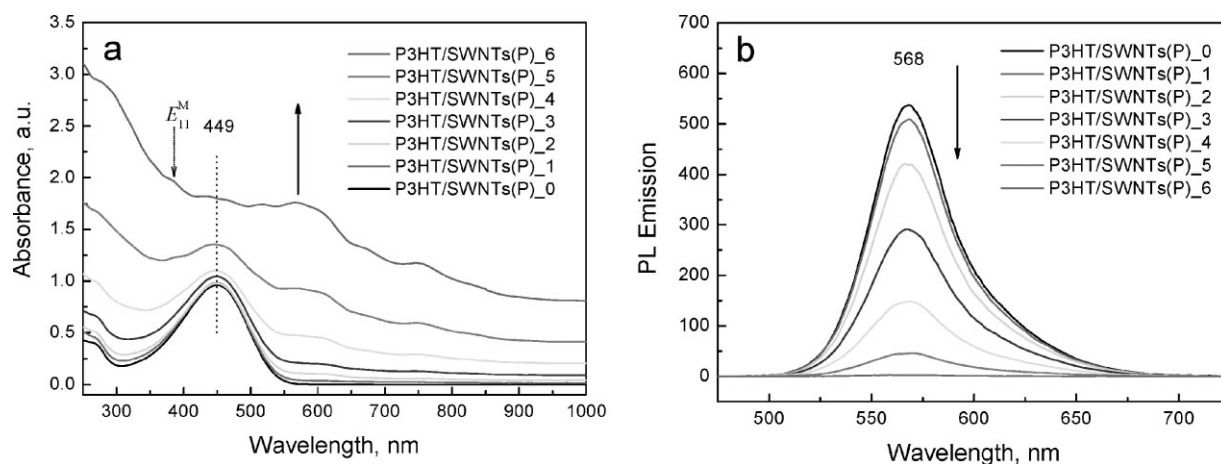 a
P3HT/SWNTs(P)_6
P3HT/SWNTs(P)_5
P3HT/SWNTs(P)_4
P3HT/SWNTs(P)_3
P3HT/SWNTs(P)_2
P3HT/SWNTs(P)_1
P3HT/SWNTs(P)_0
E_11^M
449
3.5
3.0
2.5
2.0
1.5
1.0
0.5
0.0
Absorbance, a.u.
300 400 500 600 700 800 900 1000
Wavelength, nm
b
568
P3HT/SWNTs(P)_0
P3HT/SWNTs(P)_1
P3HT/SWNTs(P)_2
P3HT/SWNTs(P)_3
P3HT/SWNTs(P)_4
P3HT/SWNTs(P)_5
P3HT/SWNTs(P)_6
700
600
500
400
300
200
100
0
PL Emission
500 550 600 650 700
Wavelength, nm